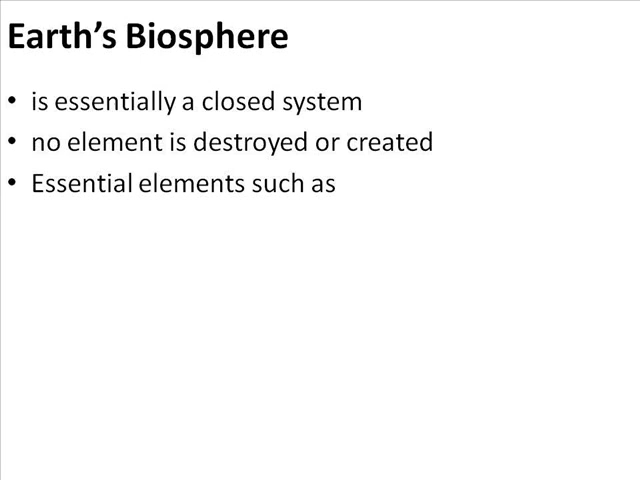 Earth’s Biosphere
• is essentially a closed system
• no element is destroyed or created
• Essential elements such as